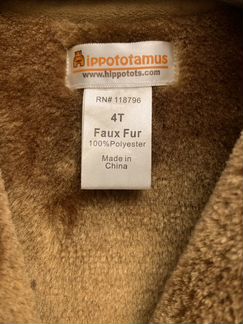 Hippototamus
www.hippotots.com
RN# 118796
4T
Faux Fur
100%Polyester
Made in
China